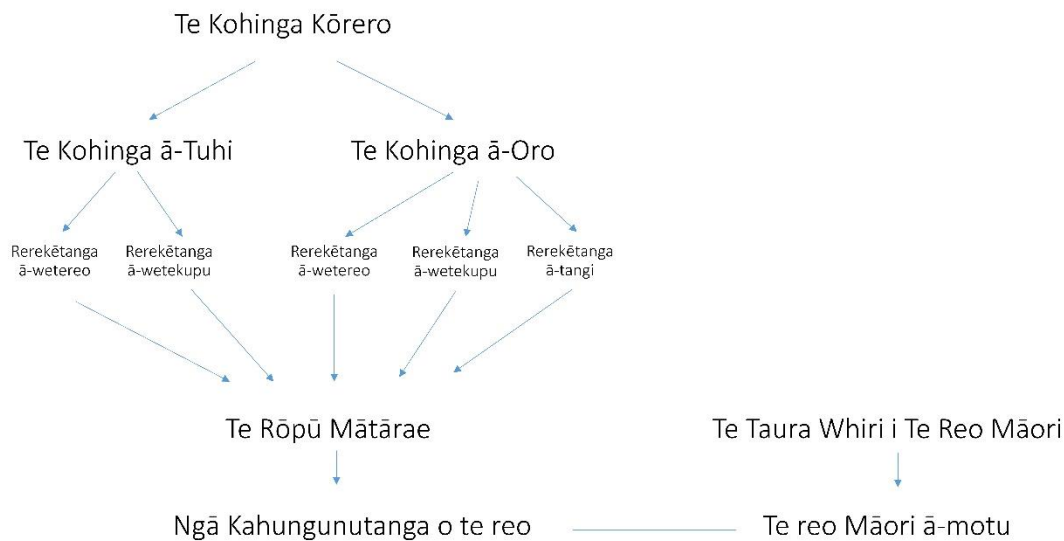 Te Kohinga Kōrero
Te Kohinga ā-Tuhi
Te Kohinga ā-Oro
Rerekētanga
ā-wetereo
Rerekētanga
ā-wetekupu
Rerekētanga
ā-wetereo
Rerekētanga
ā-wetekupu
Rerekētanga
ā-tangi
Te Rōpū Mātārae
Te Taura Whiri i Te Reo Māori
Ngā Kahungunutanga o te reo
Te reo Māori ā-motu